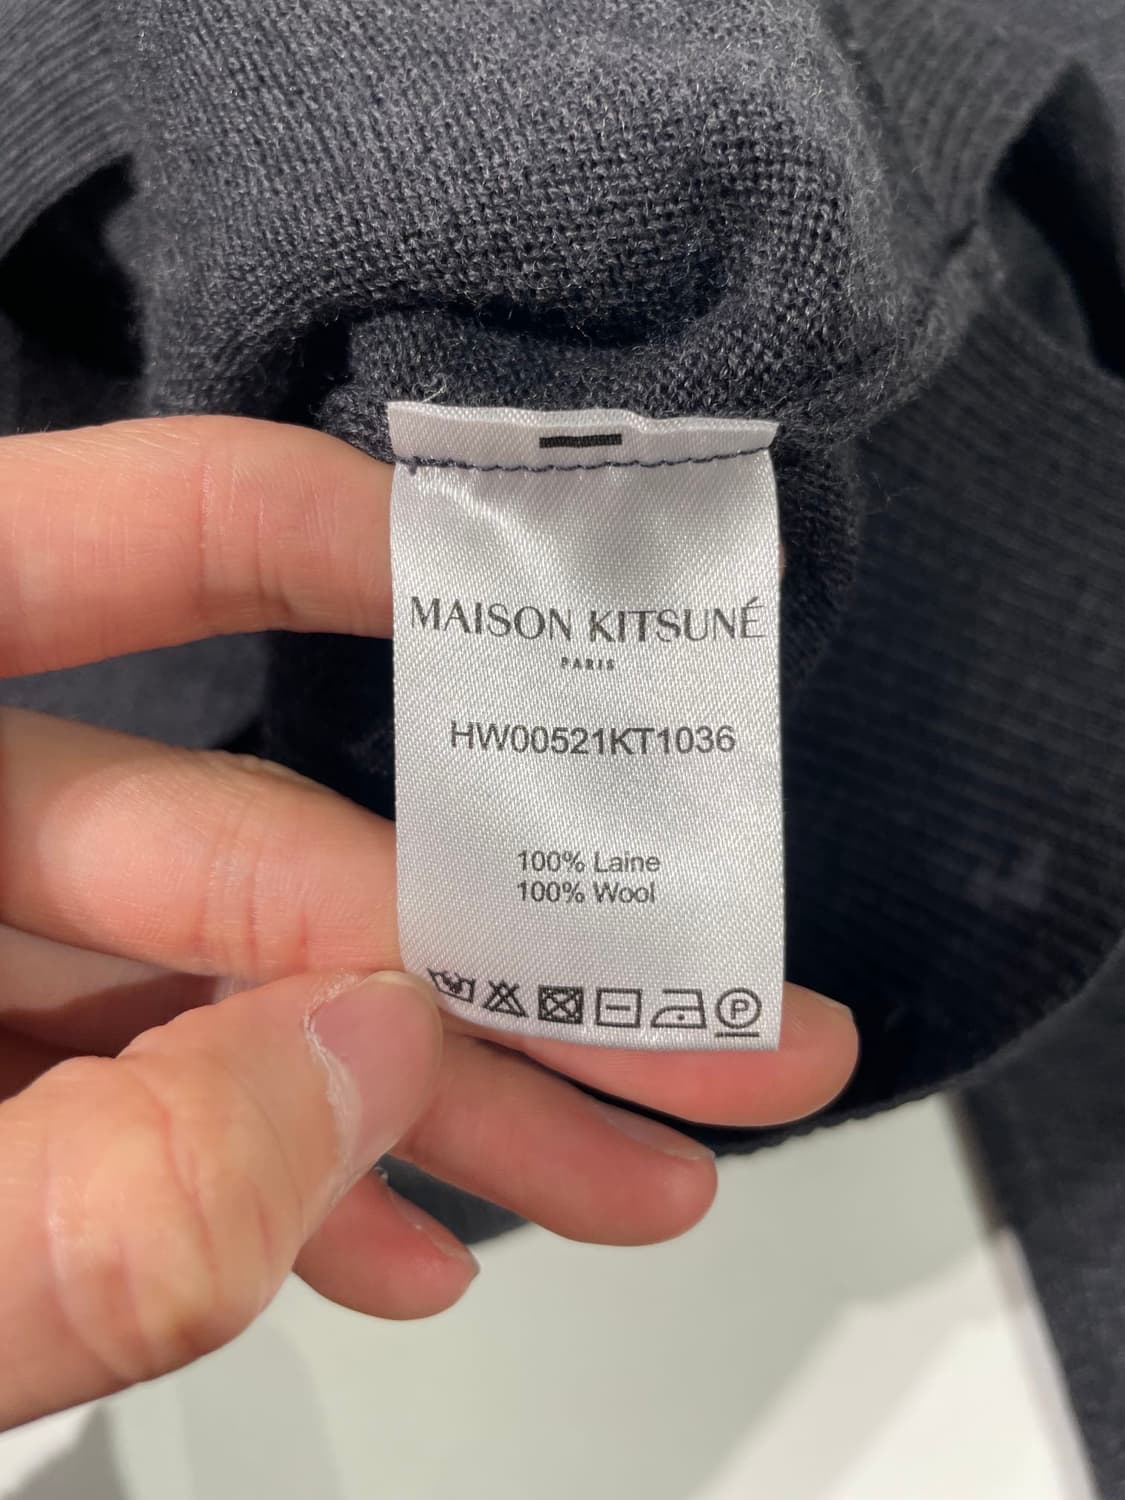 MAISON KITSUNÉ
PARIS
HW00521KT1036
100% Laine
100% Wool
P